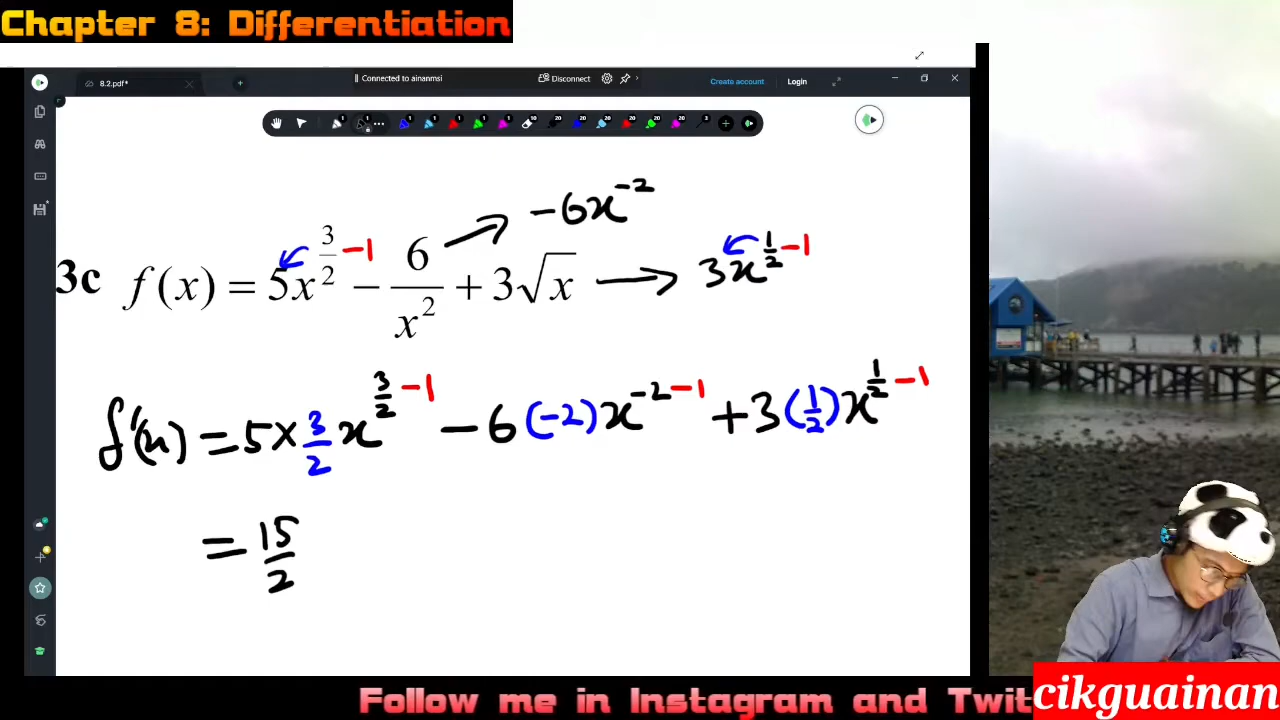 Chapter 8: Differentiation
8.2.pdf*
Connected to ainanmsi
Disconnect
Create account
Login
-6x^{-2}
3c f(x) = 5x^{3/2} -1 - 6/x^2 + 3√x → 3x^{1/2 -1}
f'(x) = 5 × 3/2 x^{3/2 -1} - 6(-2)x^{-2-1} + 3(1/2)x^{1/2 -1}
= 15/2
Follow me in Instagram and Twit
cikguainan